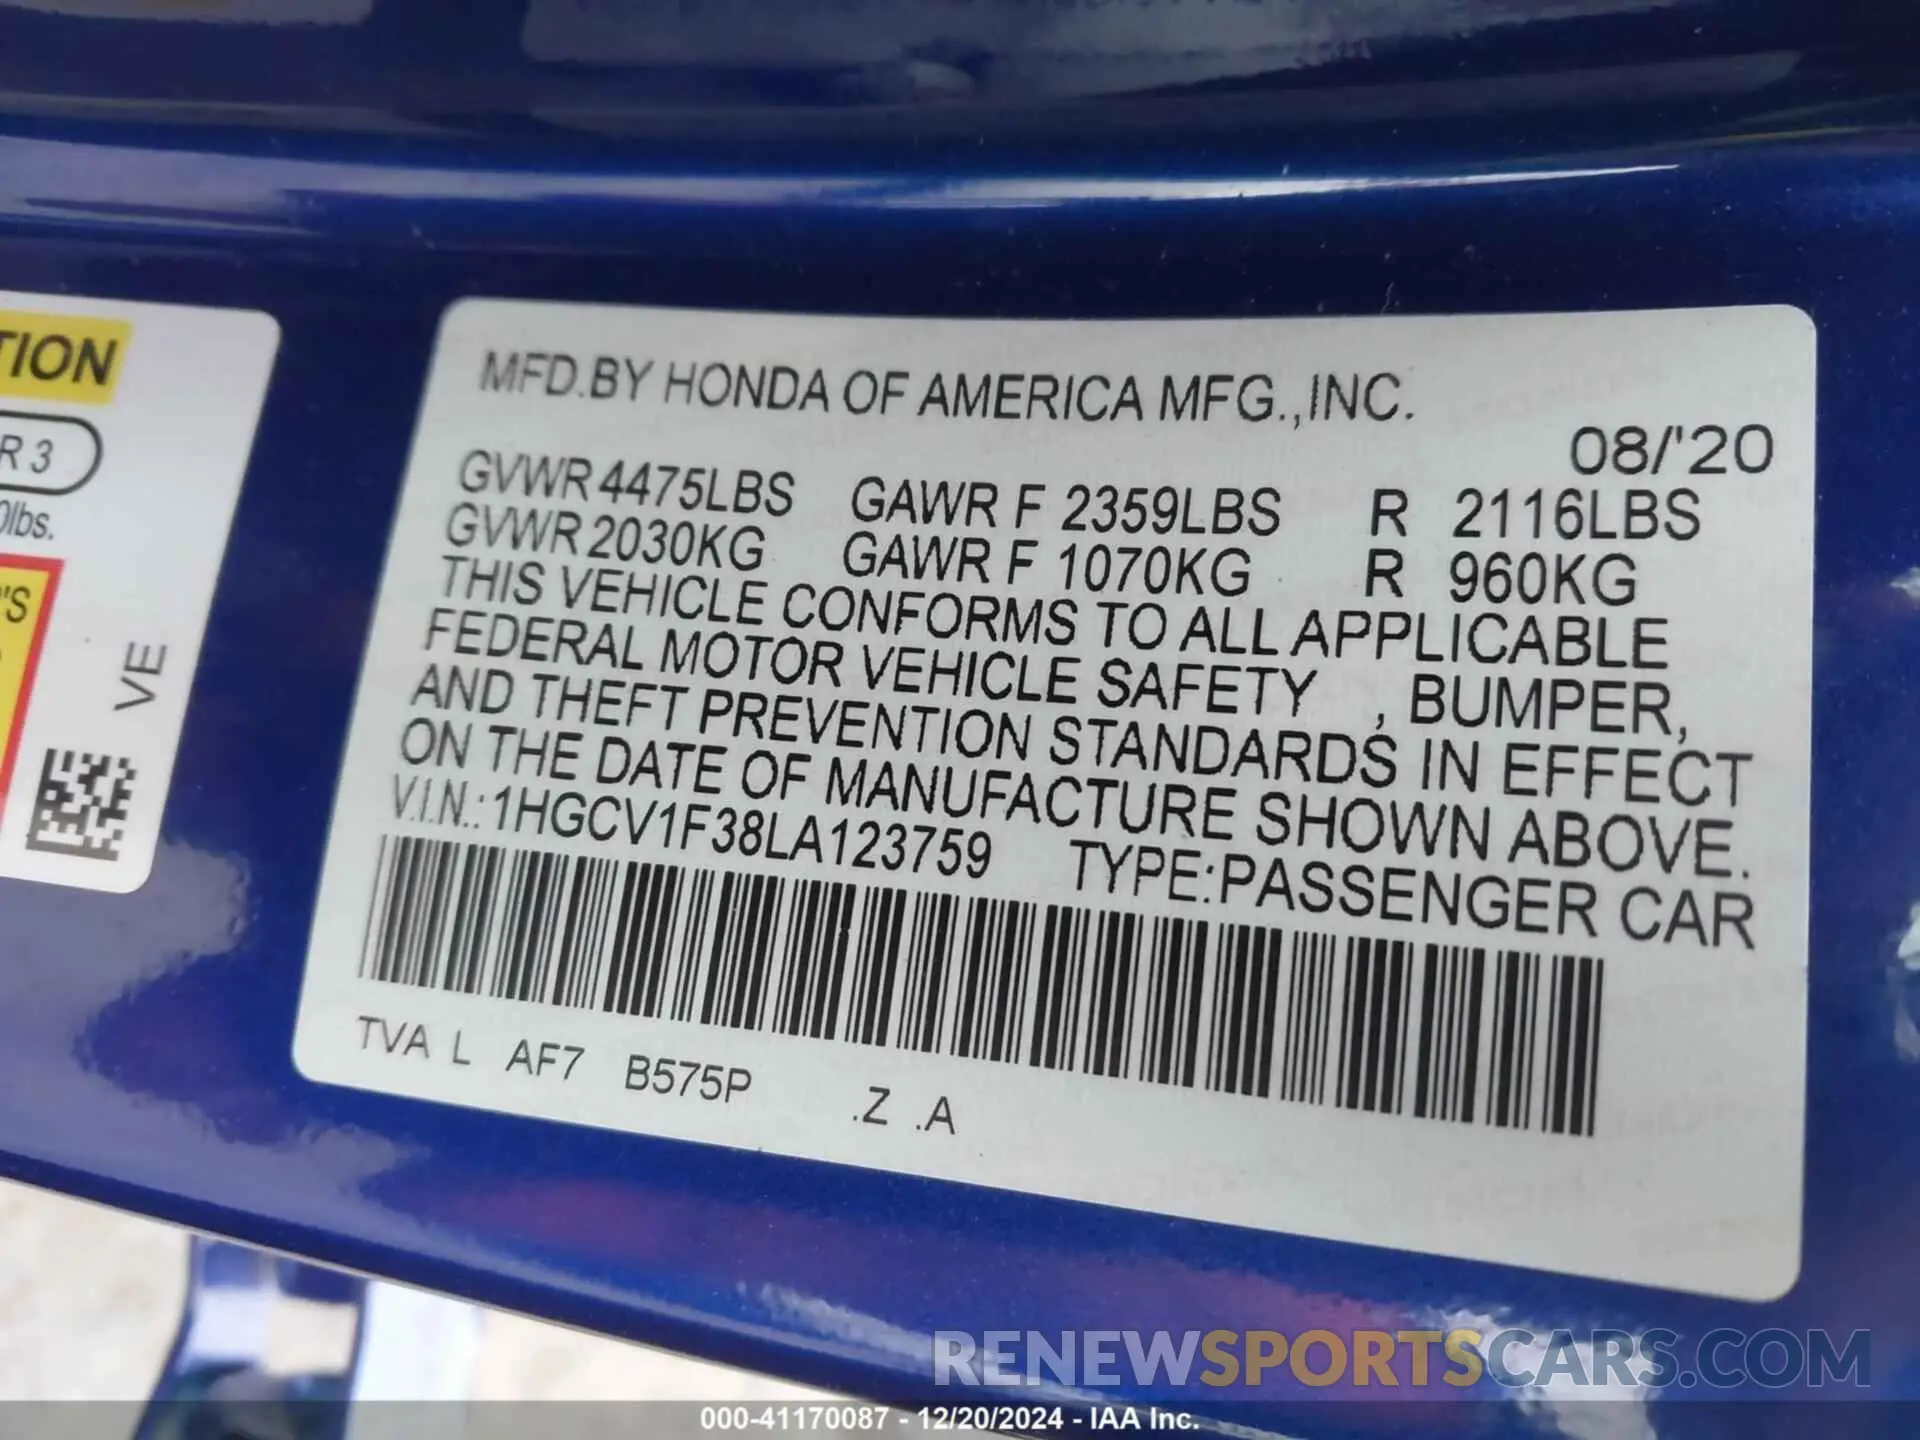 TION
R 3
0lbs.
'S
VE
MFD.BY HONDA OF AMERICA MFG.,INC.
08/'20
GVWR 4475LBS GAWR F 2359LBS R 2116LBS
GVWR 2030KG GAWR F 1070KG R 960KG
THIS VEHICLE CONFORMS TO ALL APPLICABLE
FEDERAL MOTOR VEHICLE SAFETY , BUMPER,
AND THEFT PREVENTION STANDARDS IN EFFECT
ON THE DATE OF MANUFACTURE SHOWN ABOVE.
V.I.N.: 1HGCV1F38LA123759 TYPE:PASSENGER CAR
TVA L AF7 B575P .Z .A
RENEWSPORTSCARS.COM
000-41170087 - 12/20/2024 - IAA Inc.